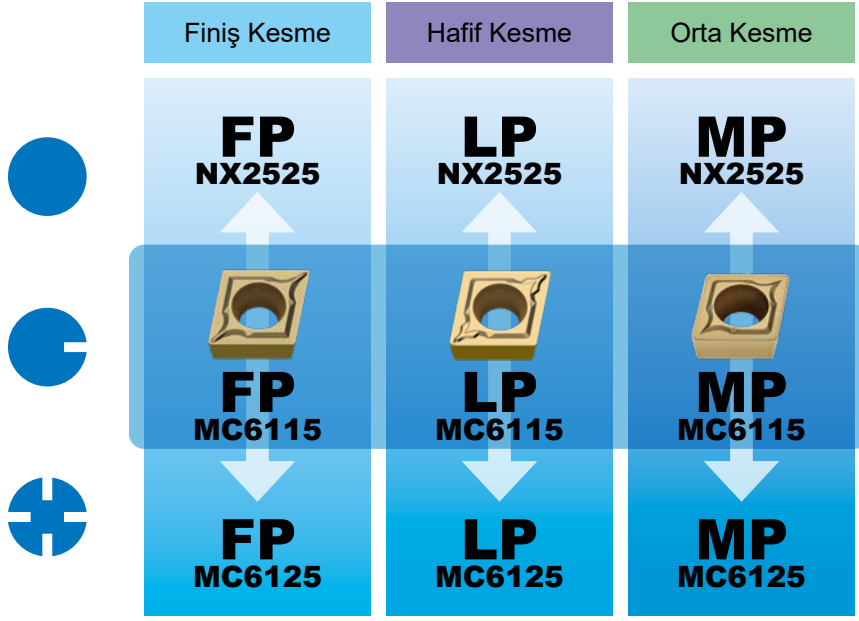 Finiş Kesme
Hafif Kesme
Orta Kesme
FP
NX2525
LP
NX2525
MP
NX2525
FP
MC6115
LP
MC6115
MP
MC6115
FP
MC6125
LP
MC6125
MP
MC6125